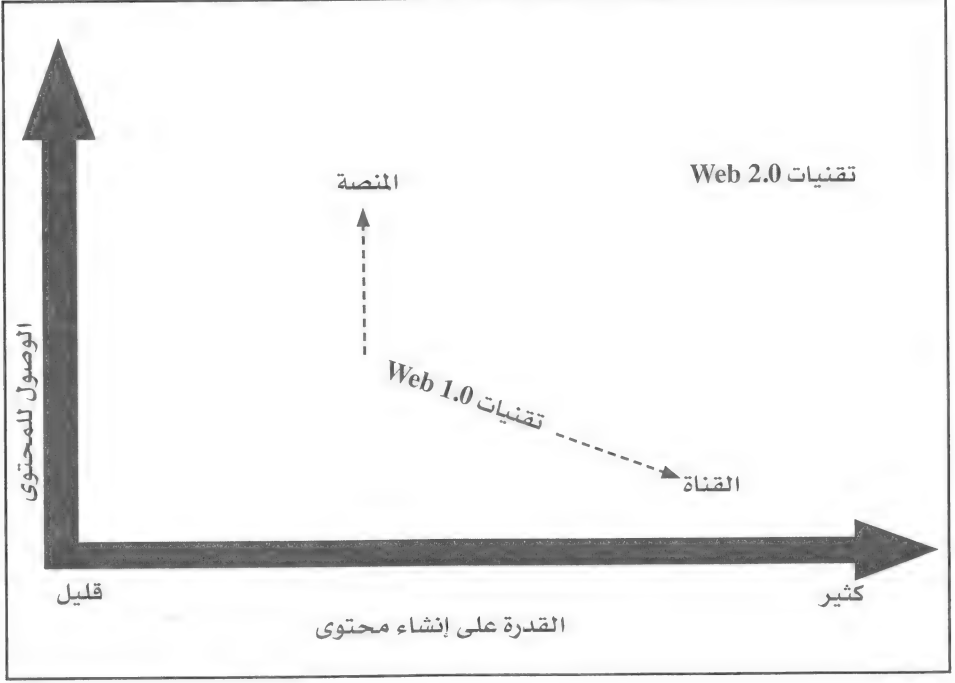 تقنيات Web 2.0
المنصة
الوصول للمحتوى
تقنيات Web 1.0
القناة
قليل
كثير
القدرة على إنشاء محتوى